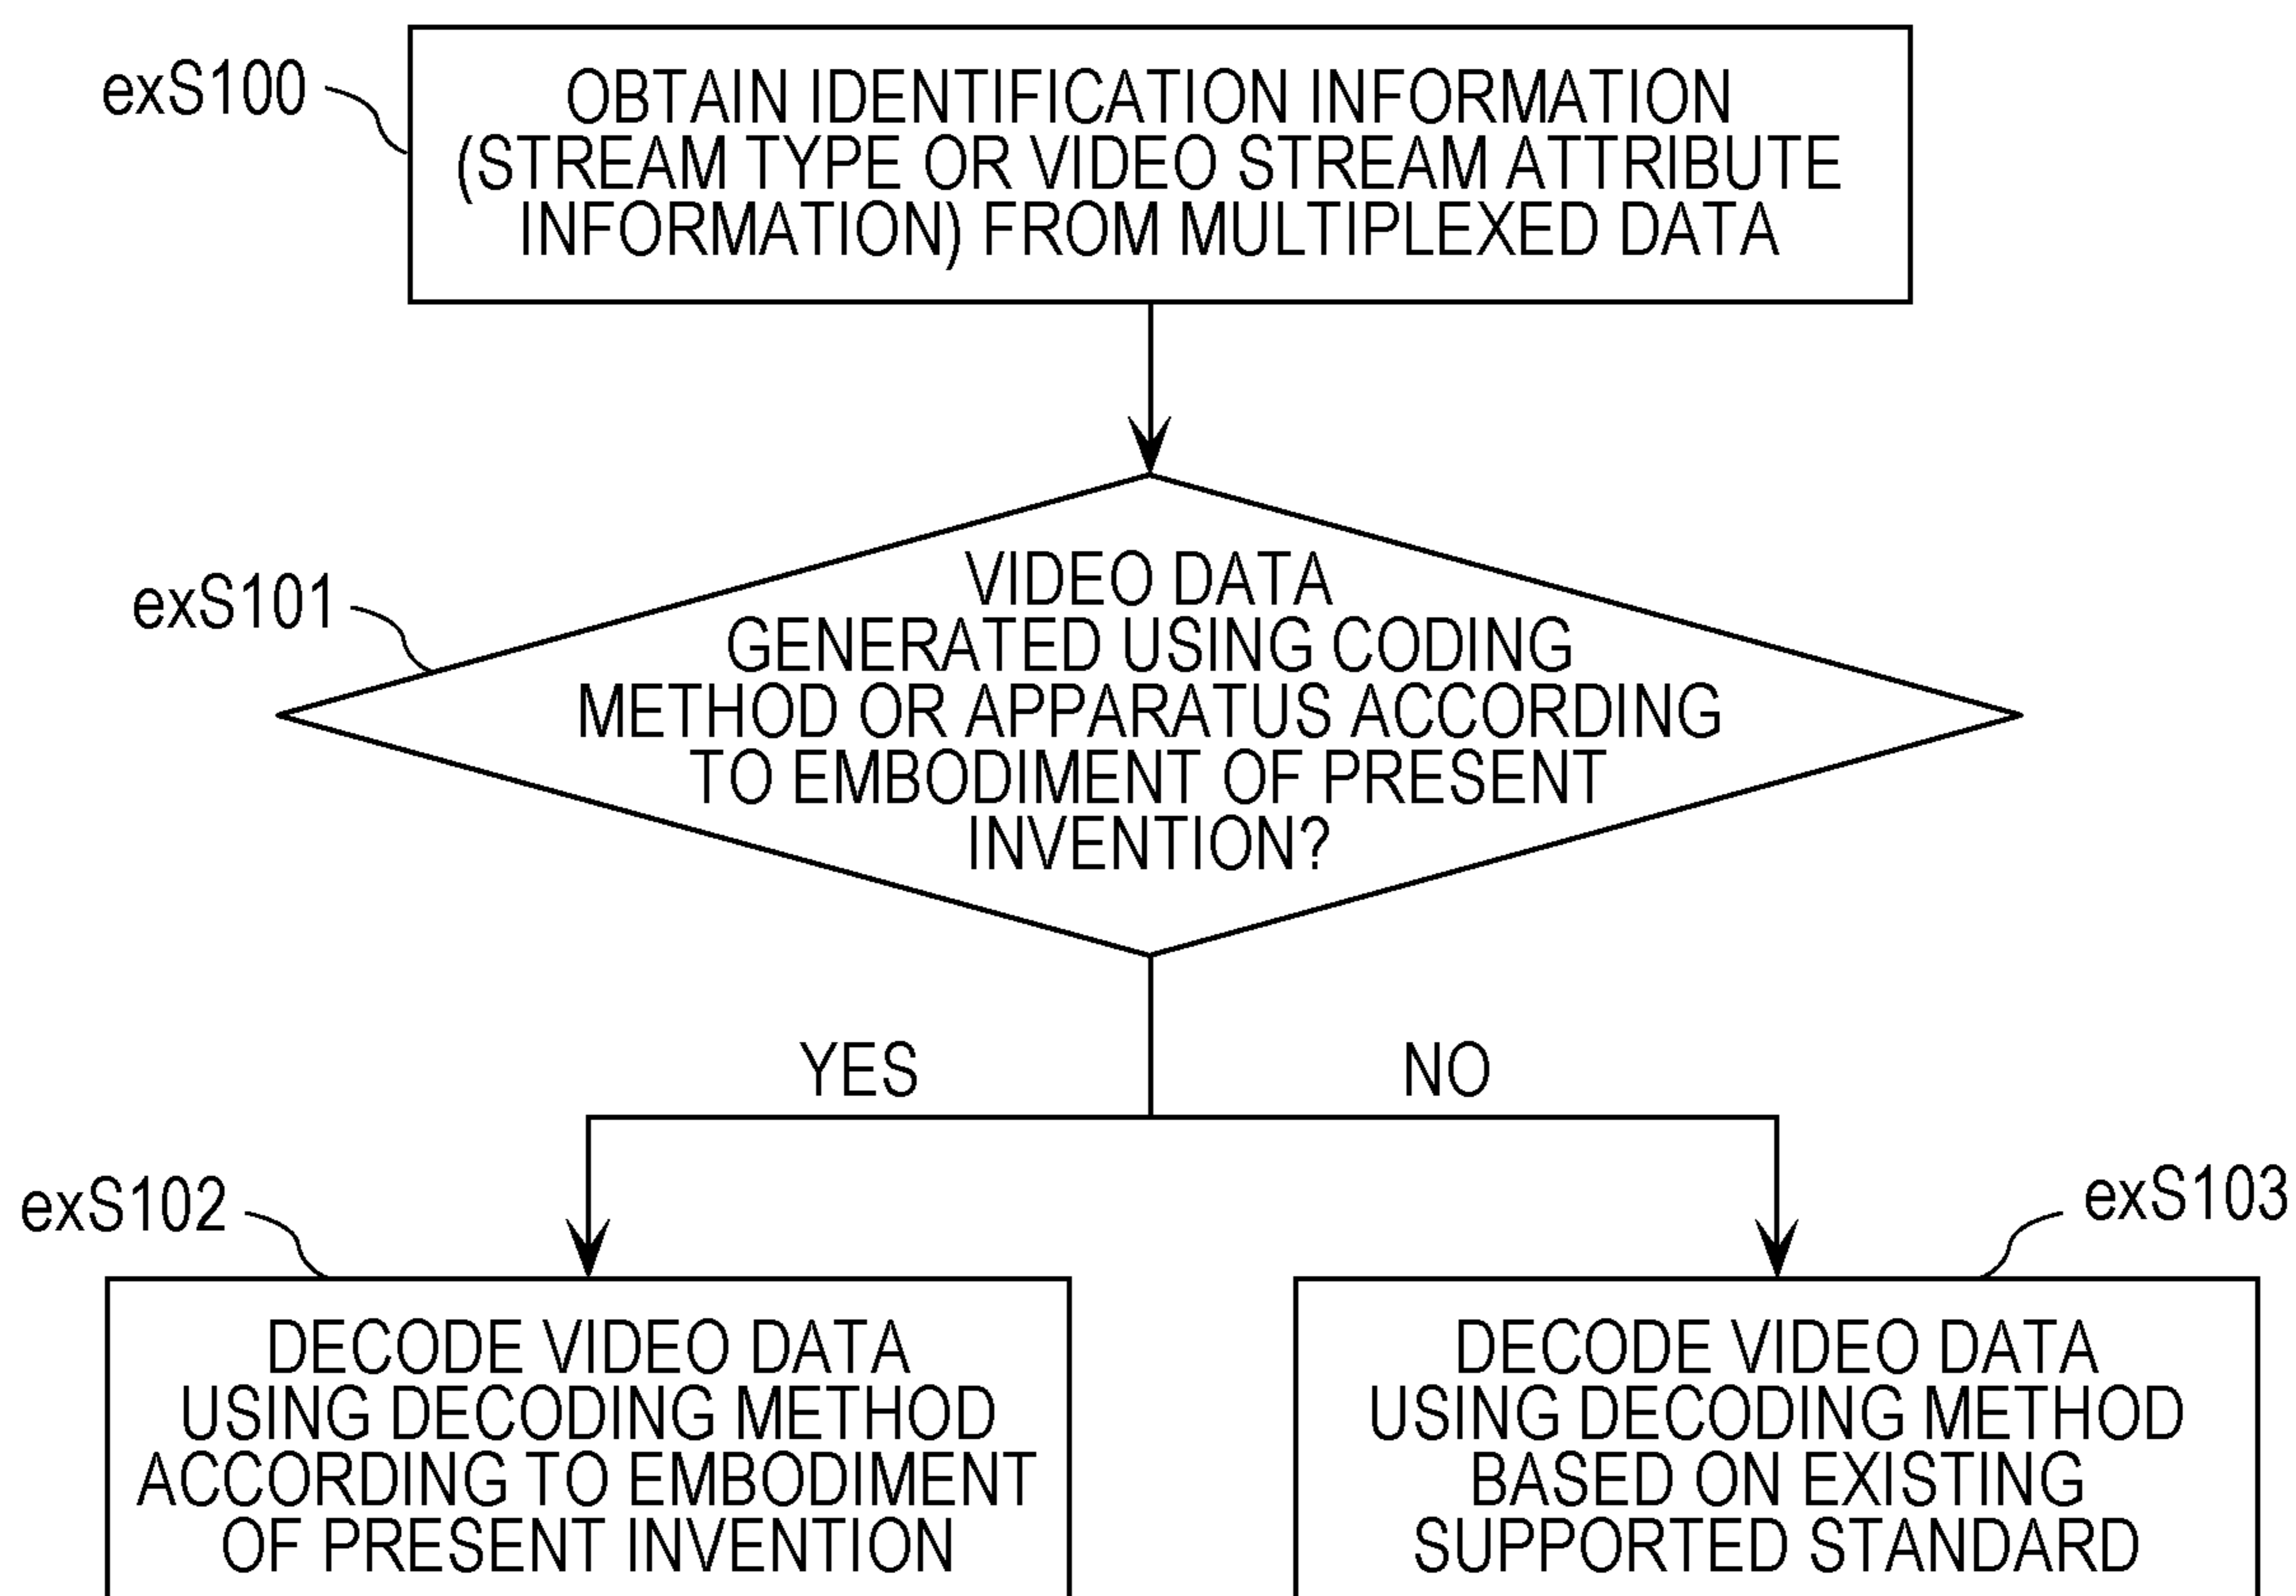 exS100
OBTAIN IDENTIFICATION INFORMATION
(STREAM TYPE OR VIDEO STREAM ATTRIBUTE
INFORMATION) FROM MULTIPLEXED DATA
exS101
VIDEO DATA
GENERATED USING CODING
METHOD OR APPARATUS ACCORDING
TO EMBODIMENT OF PRESENT
INVENTION?
YES
NO
exS102
DECODE VIDEO DATA
USING DECODING METHOD
ACCORDING TO EMBODIMENT
OF PRESENT INVENTION
exS103
DECODE VIDEO DATA
USING DECODING METHOD
BASED ON EXISTING
SUPPORTED STANDARD